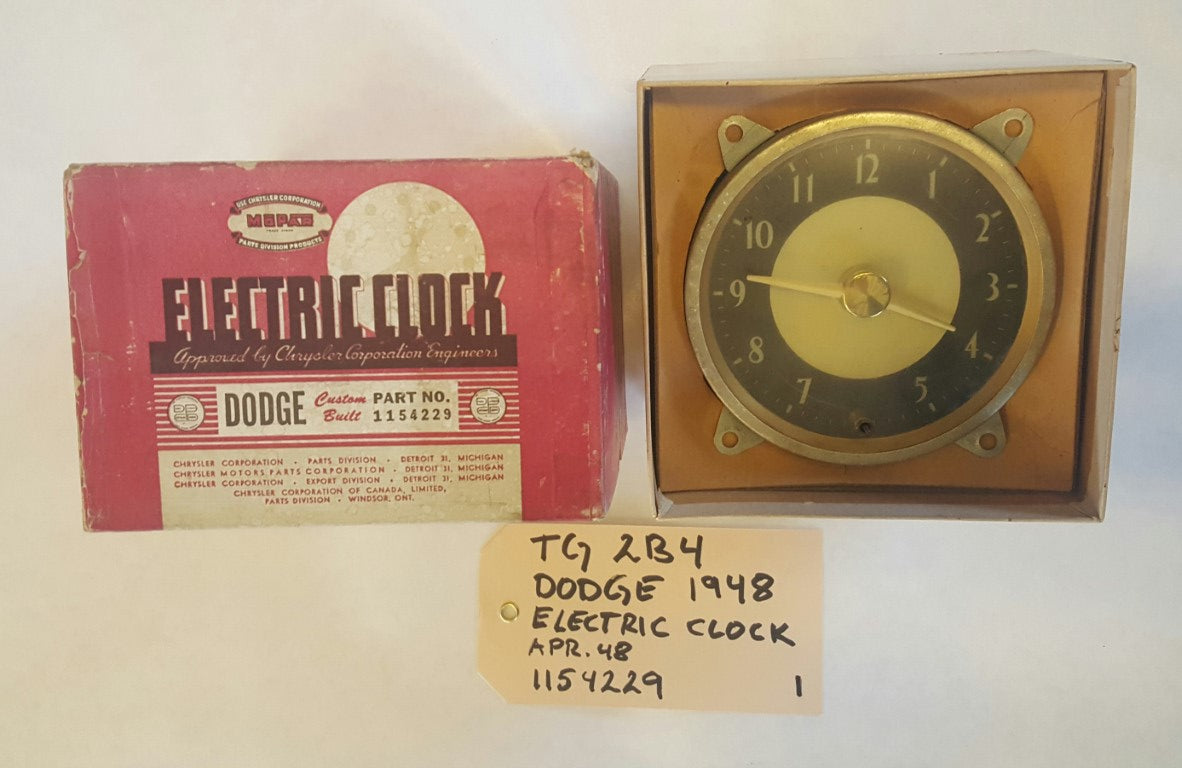 USE CHRYSLER CORPORATION
MOPAR
TRADE MARK
PARTS DIVISION PRODUCTS
ELECTRIC CLOCK
Approved by Chrysler Corporation Engineers
DODGE Custom Built PART NO. 1154229
CHRYSLER CORPORATION • PARTS DIVISION • DETROIT 31, MICHIGAN
CHRYSLER MOTORS PARTS CORPORATION • DETROIT 31, MICHIGAN
CHRYSLER CORPORATION • EXPORT DIVISION • DETROIT 31, MICHIGAN
CHRYSLER CORPORATION OF CANADA, LIMITED,
PARTS DIVISION • WINDSOR, ONT.
12
11 1
10 2
9 3
8 4
7 5
TG 2B4
DODGE 1948
ELECTRIC CLOCK
APR. 48
1154229 1